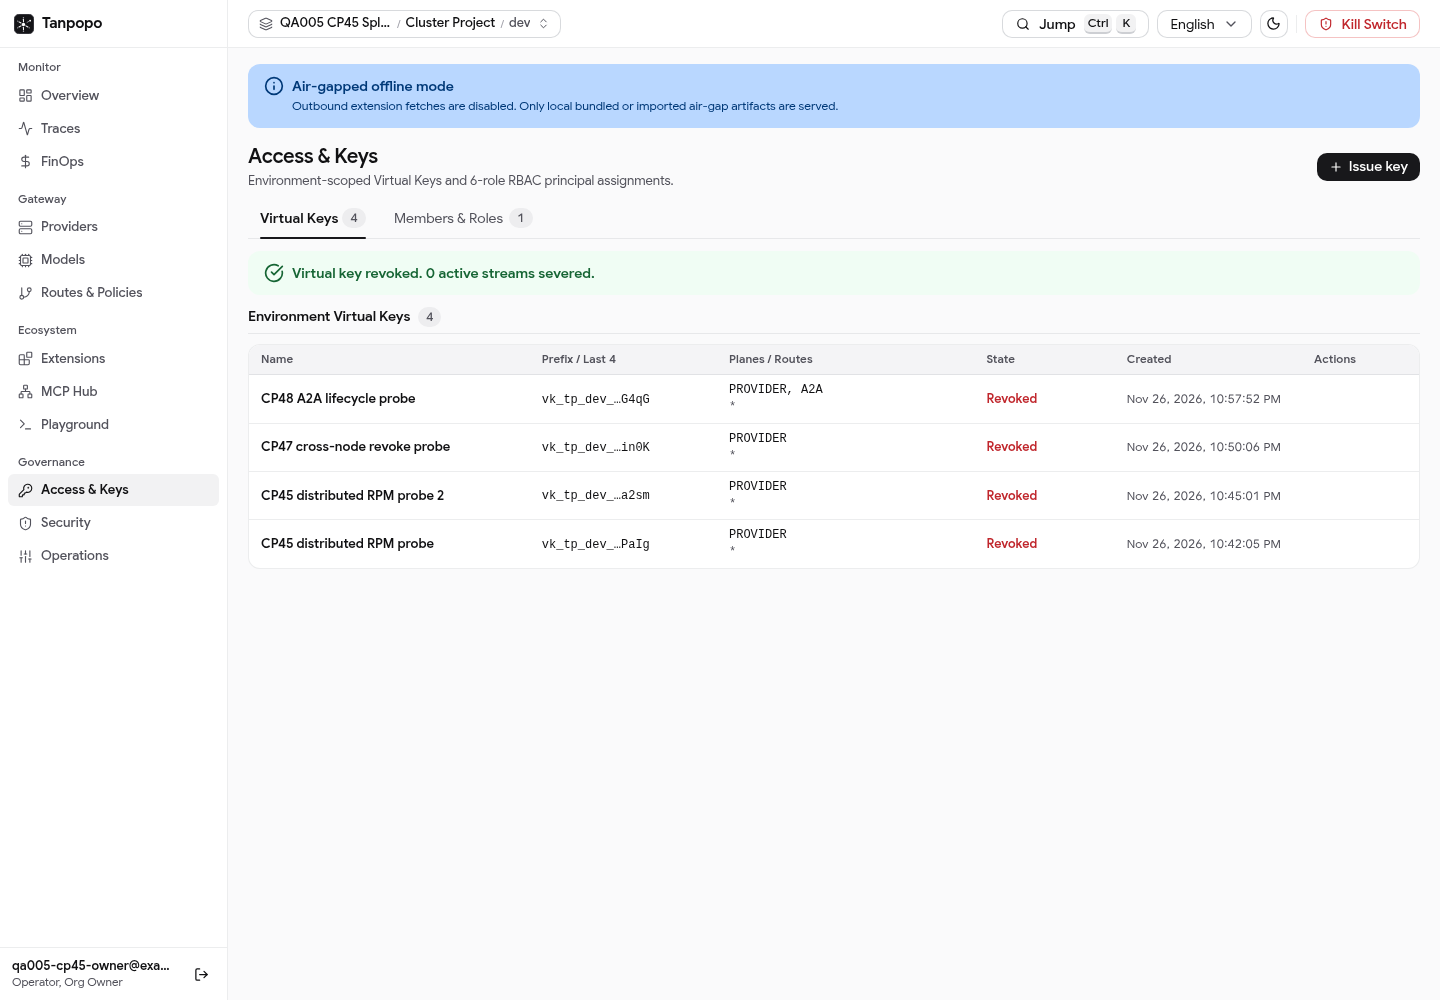 Tanpopo
QA005 CP45 Spl... / Cluster Project / dev
Jump Ctrl K
English
Kill Switch
Monitor
Overview
Traces
FinOps
Gateway
Providers
Models
Routes & Policies
Ecosystem
Extensions
MCP Hub
Playground
Governance
Access & Keys
Security
Operations
qa005-cp45-owner@exa...
Operator, Org Owner
Air-gapped offline mode
Outbound extension fetches are disabled. Only local bundled or imported air-gap artifacts are served.
Access & Keys
Environment-scoped Virtual Keys and 6-role RBAC principal assignments.
Issue key
Virtual Keys 4 Members & Roles 1
Virtual key revoked. 0 active streams severed.
Environment Virtual Keys 4
Name Prefix / Last 4 Planes / Routes State Created Actions
CP48 A2A lifecycle probe vk_tp_dev_…G4qG PROVIDER, A2A Revoked Nov 26, 2026, 10:57:52 PM
*
CP47 cross-node revoke probe vk_tp_dev_…in0K PROVIDER Revoked Nov 26, 2026, 10:50:06 PM
*
CP45 distributed RPM probe 2 vk_tp_dev_…a2sm PROVIDER Revoked Nov 26, 2026, 10:45:01 PM
*
CP45 distributed RPM probe vk_tp_dev_…PaIg PROVIDER Revoked Nov 26, 2026, 10:42:05 PM
*